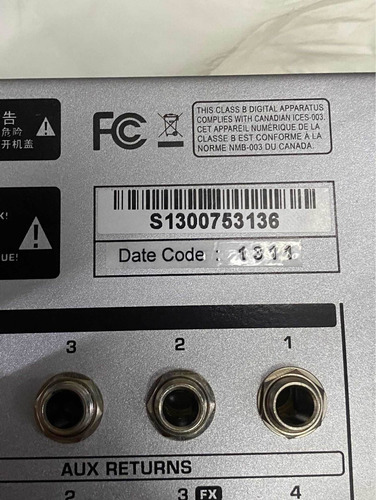 告
危险
开机盖
FC
THIS CLASS B DIGITAL APPARATUS
COMPLIES WITH CANADIAN ICES-003.
CET APPAREIL NUMÉRIQUE DE LA
CLASSE B EST CONFORME À LA
NORME NMB-003 DU CANADA.
K!
UE!
S1300753136
Date Code : 1311
3 2 1
AUX RETURNS
2 3 FX 4